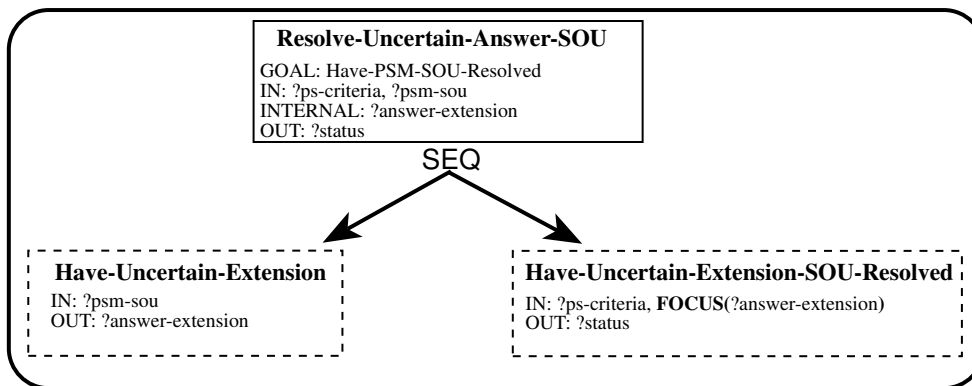 Resolve-Uncertain-Answer-SOU
GOAL: Have-PSM-SOU-Resolved
IN: ?ps-criteria, ?psm-sou
INTERNAL: ?answer-extension
OUT: ?status
SEQ
Have-Uncertain-Extension
IN: ?psm-sou
OUT: ?answer-extension
Have-Uncertain-Extension-SOU-Resolved
IN: ?ps-criteria, FOCUS(?answer-extension)
OUT: ?status